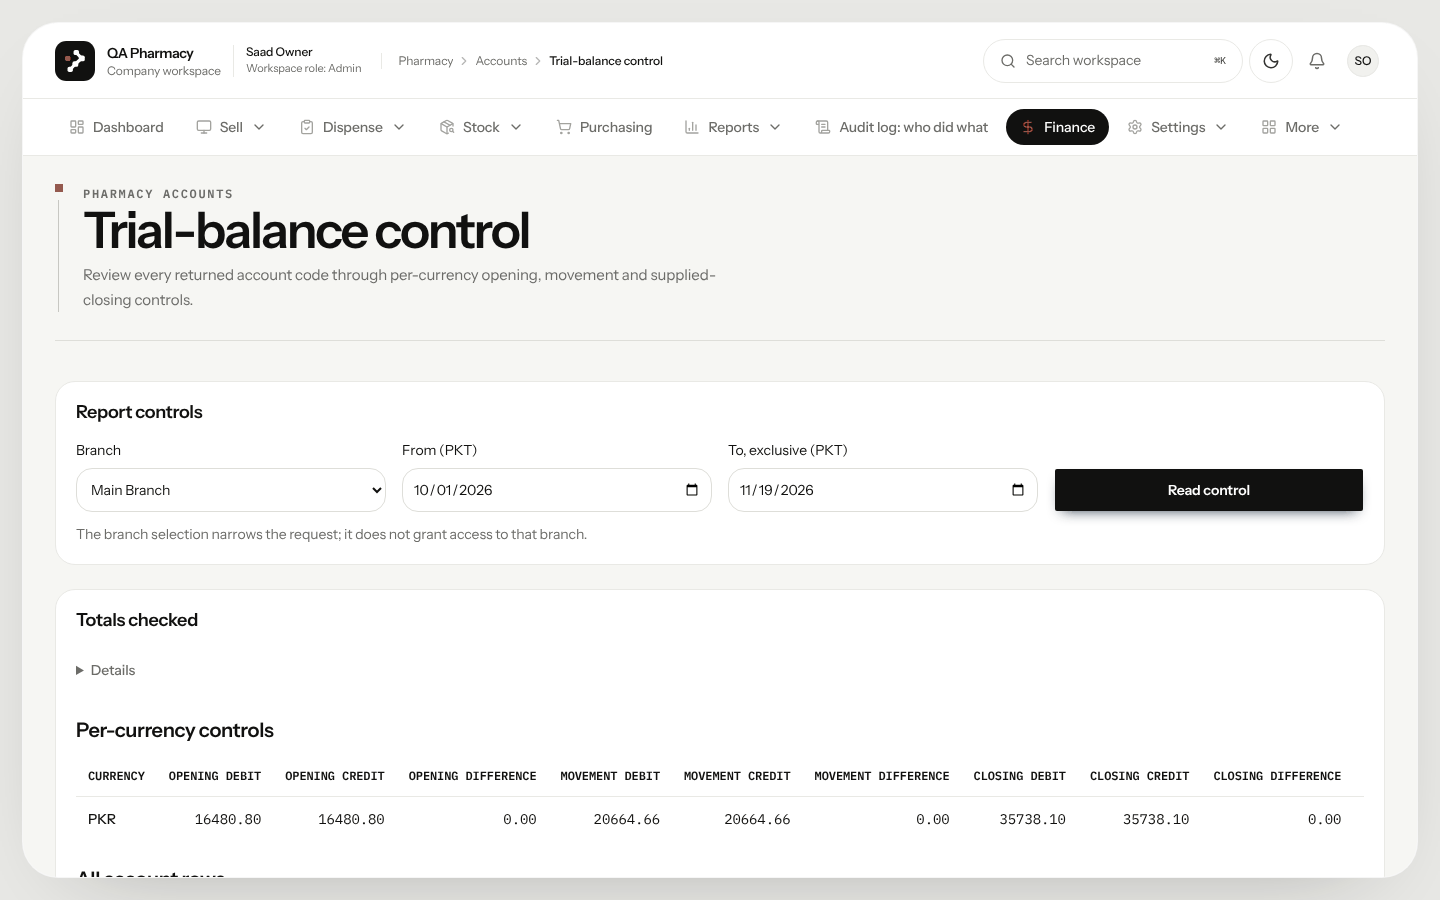 QA Pharmacy
Company workspace
Saad Owner
Workspace role: Admin
Pharmacy > Accounts > Trial-balance control
Search workspace ⌘K
SO
Dashboard Sell Dispense Stock Purchasing Reports Audit log: who did what Finance Settings More
PHARMACY ACCOUNTS
Trial-balance control
Review every returned account code through per-currency opening, movement and supplied-
closing controls.
Report controls
Branch From (PKT) To, exclusive (PKT)
Main Branch 10/01/2026 11/19/2026 Read control
The branch selection narrows the request; it does not grant access to that branch.
Totals checked
Details
Per-currency controls
CURRENCY OPENING DEBIT OPENING CREDIT OPENING DIFFERENCE MOVEMENT DEBIT MOVEMENT CREDIT MOVEMENT DIFFERENCE CLOSING DEBIT CLOSING CREDIT CLOSING DIFFERENCE
PKR 16480.80 16480.80 0.00 20664.66 20664.66 0.00 35738.10 35738.10 0.00
All account rows